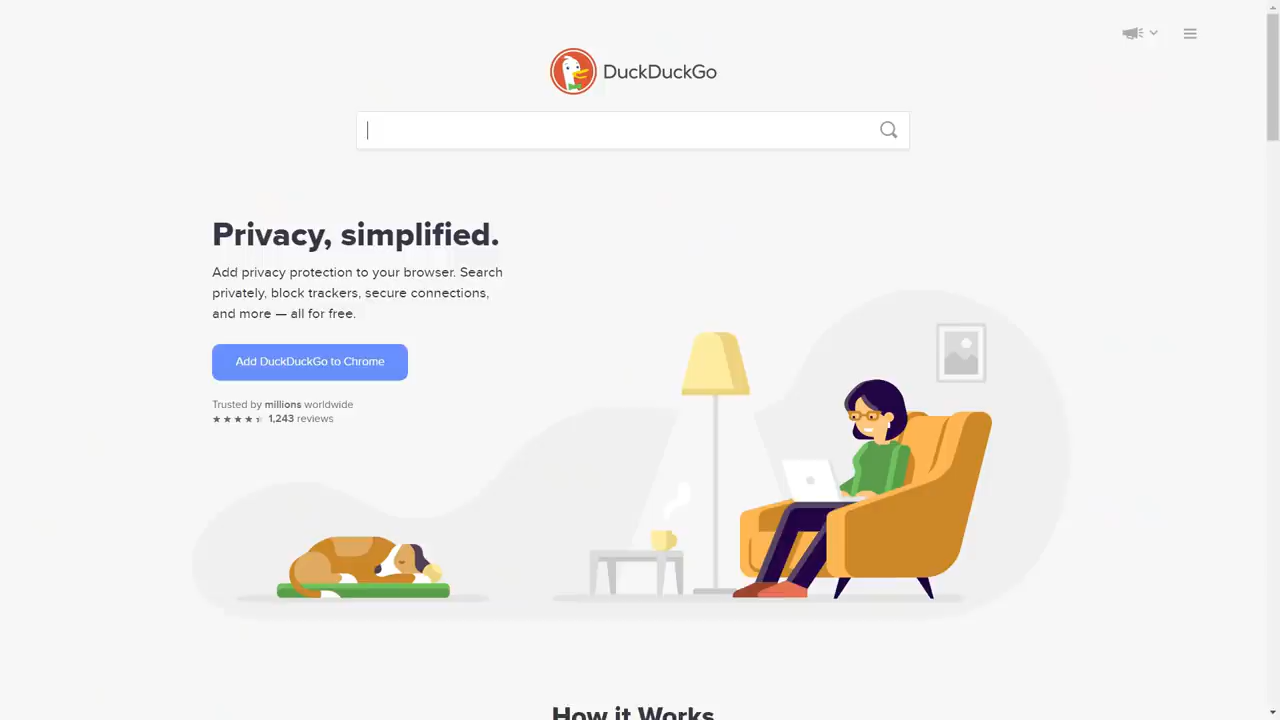 DuckDuckGo
Privacy, simplified.
Add privacy protection to your browser. Search
privately, block trackers, secure connections,
and more — all for free.
Add DuckDuckGo to Chrome
Trusted by millions worldwide
1,243 reviews
How it Works